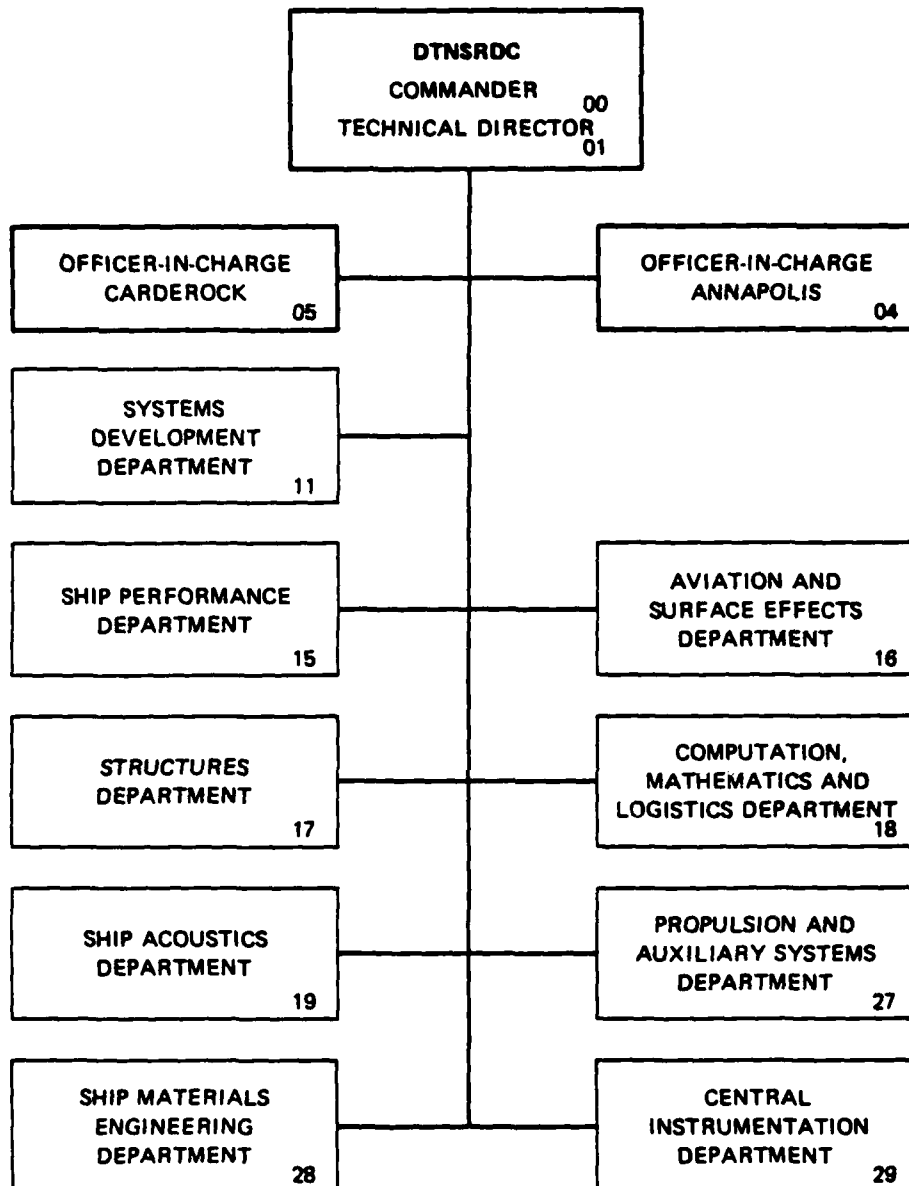 DTNSRDC
COMMANDER
00
TECHNICAL DIRECTOR
01
OFFICER-IN-CHARGE
CARDEROCK
05
OFFICER-IN-CHARGE
ANNAPOLIS
04
SYSTEMS
DEVELOPMENT
DEPARTMENT
11
SHIP PERFORMANCE
DEPARTMENT
15
AVIATION AND
SURFACE EFFECTS
DEPARTMENT
16
STRUCTURES
DEPARTMENT
17
COMPUTATION,
MATHEMATICS AND
LOGISTICS DEPARTMENT
18
SHIP ACOUSTICS
DEPARTMENT
19
PROPULSION AND
AUXILIARY SYSTEMS
DEPARTMENT
27
SHIP MATERIALS
ENGINEERING
DEPARTMENT
28
CENTRAL
INSTRUMENTATION
DEPARTMENT
29